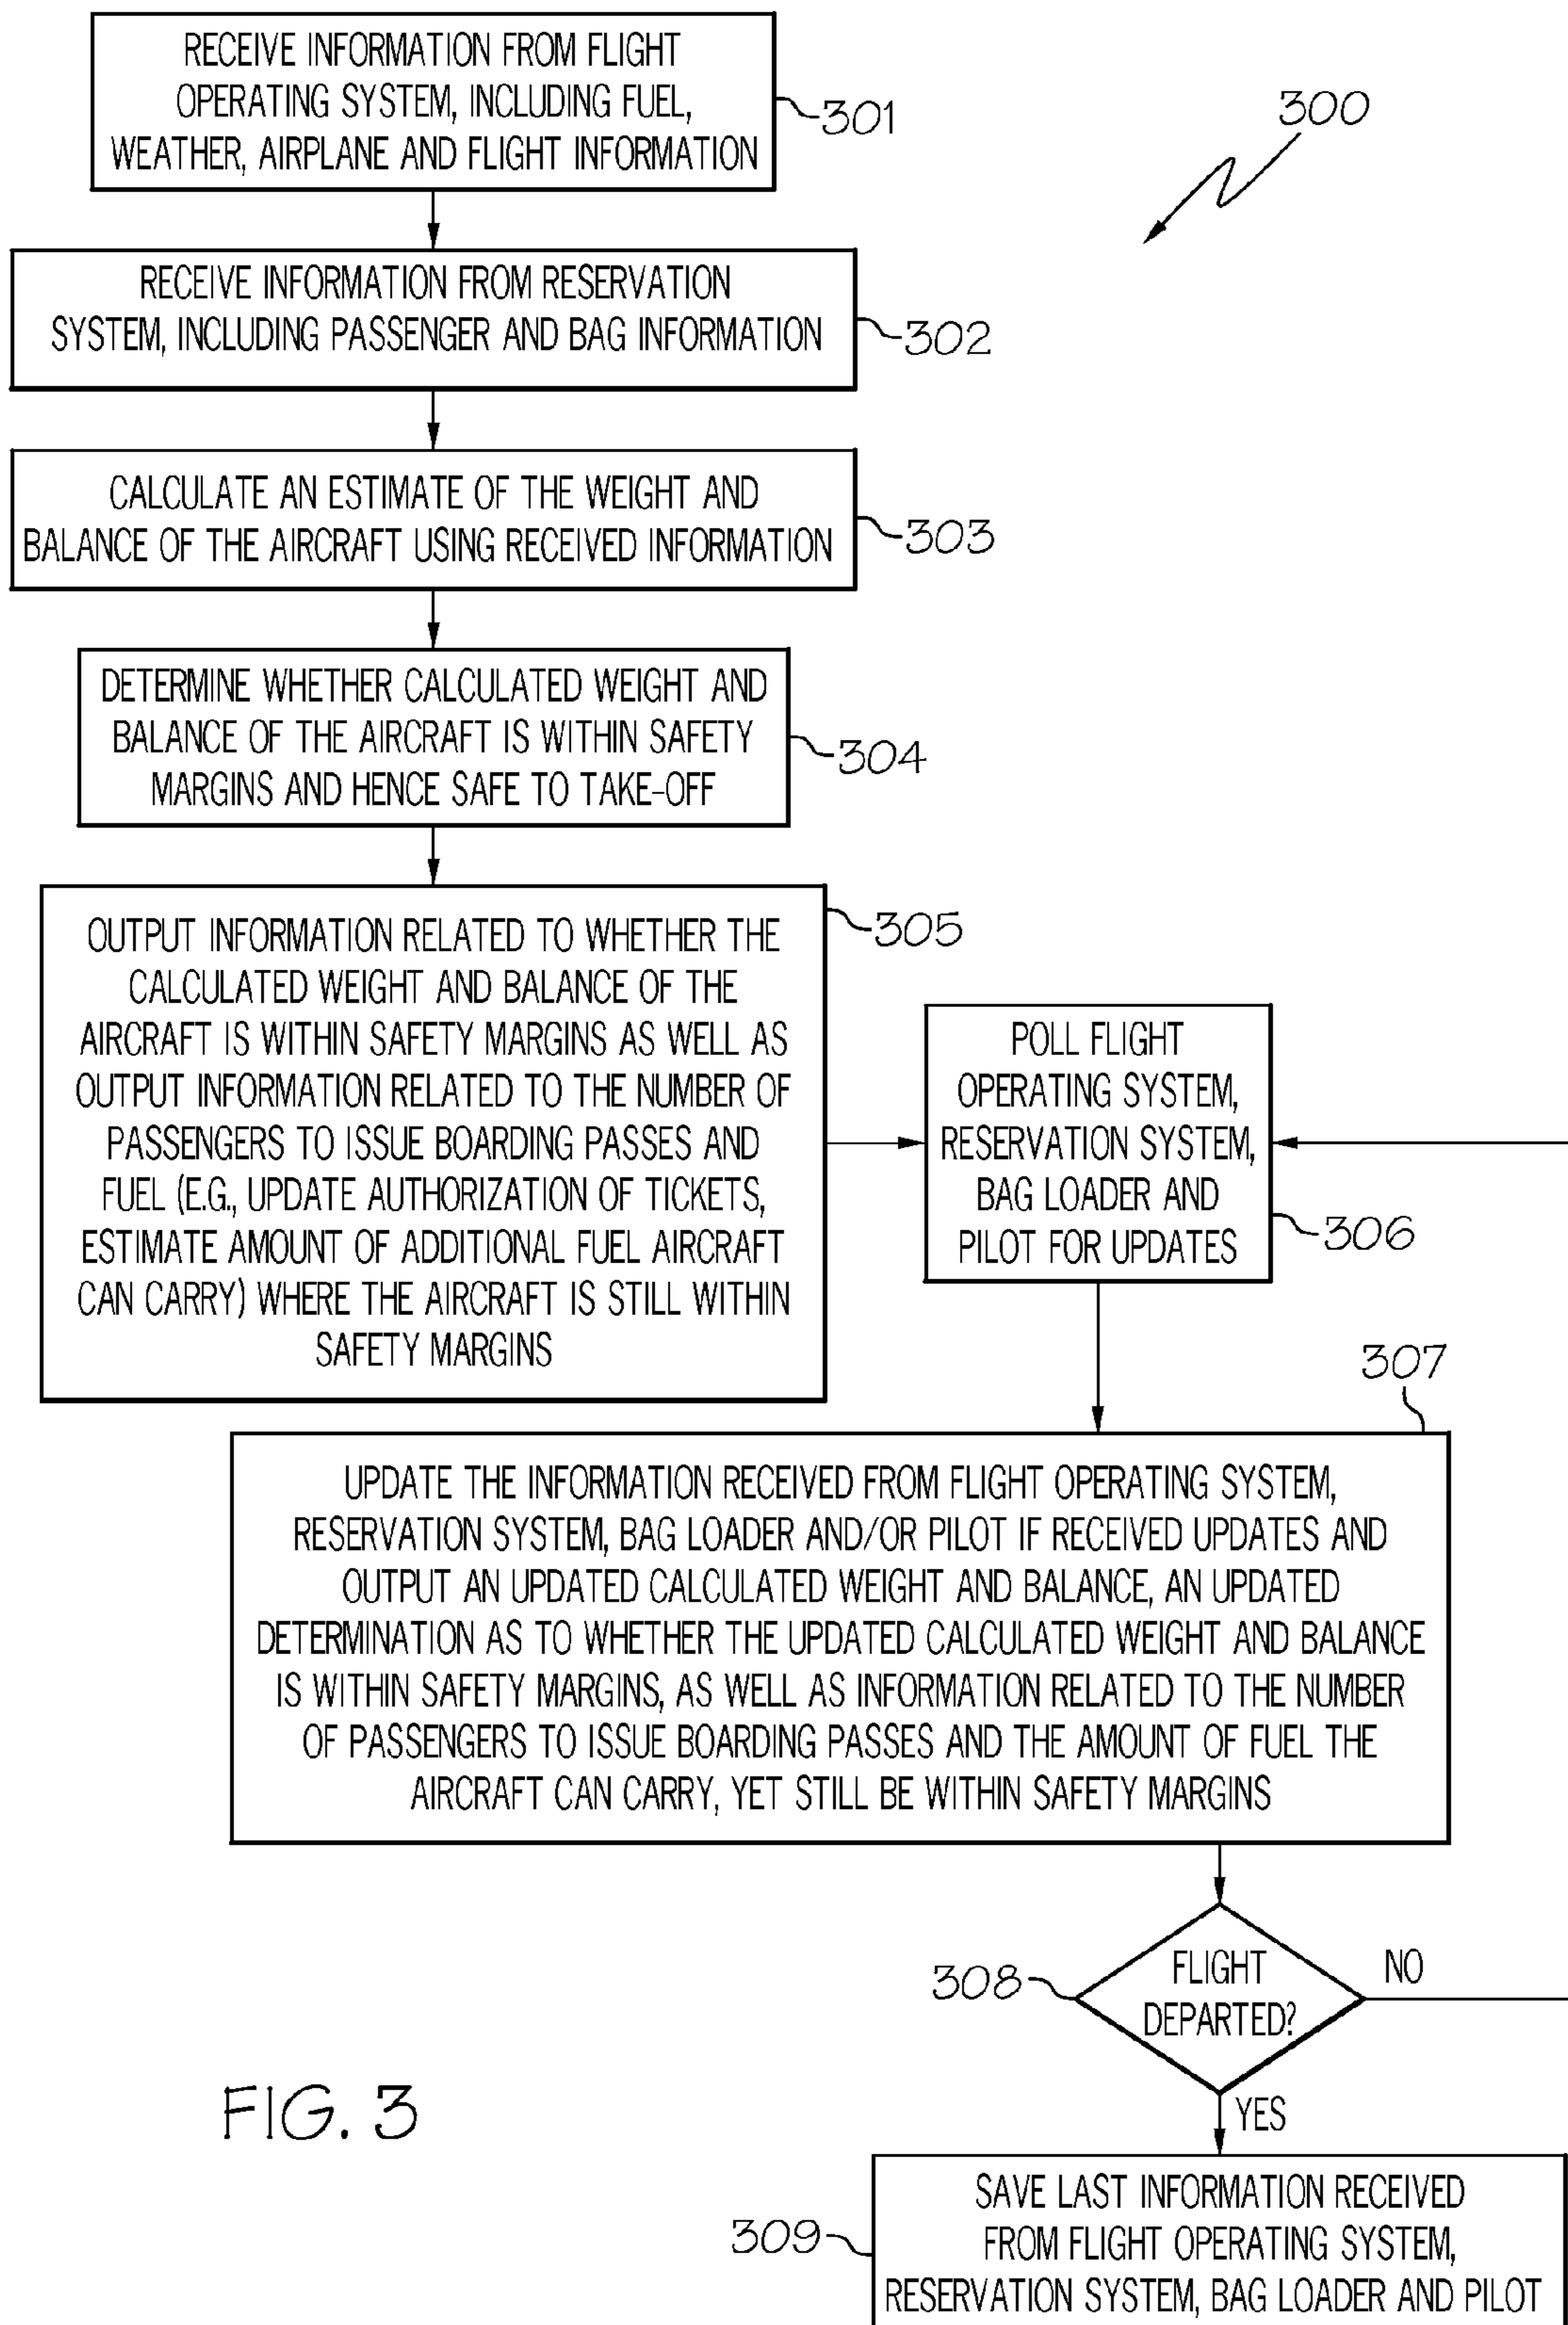 RECEIVE INFORMATION FROM FLIGHT
OPERATING SYSTEM, INCLUDING FUEL,
WEATHER, AIRPLANE AND FLIGHT INFORMATION
301
300
RECEIVE INFORMATION FROM RESERVATION
SYSTEM, INCLUDING PASSENGER AND BAG INFORMATION
302
CALCULATE AN ESTIMATE OF THE WEIGHT AND
BALANCE OF THE AIRCRAFT USING RECEIVED INFORMATION
303
DETERMINE WHETHER CALCULATED WEIGHT AND
BALANCE OF THE AIRCRAFT IS WITHIN SAFETY
MARGINS AND HENCE SAFE TO TAKE-OFF
304
OUTPUT INFORMATION RELATED TO WHETHER THE
CALCULATED WEIGHT AND BALANCE OF THE
AIRCRAFT IS WITHIN SAFETY MARGINS AS WELL AS
OUTPUT INFORMATION RELATED TO THE NUMBER OF
PASSENGERS TO ISSUE BOARDING PASSES AND
FUEL (E.G., UPDATE AUTHORIZATION OF TICKETS,
ESTIMATE AMOUNT OF ADDITIONAL FUEL AIRCRAFT
CAN CARRY) WHERE THE AIRCRAFT IS STILL WITHIN
SAFETY MARGINS
305
POLL FLIGHT
OPERATING SYSTEM,
RESERVATION SYSTEM,
BAG LOADER AND
PILOT FOR UPDATES
306
307
UPDATE THE INFORMATION RECEIVED FROM FLIGHT OPERATING SYSTEM,
RESERVATION SYSTEM, BAG LOADER AND/OR PILOT IF RECEIVED UPDATES AND
OUTPUT AN UPDATED CALCULATED WEIGHT AND BALANCE, AN UPDATED
DETERMINATION AS TO WHETHER THE UPDATED CALCULATED WEIGHT AND BALANCE
IS WITHIN SAFETY MARGINS, AS WELL AS INFORMATION RELATED TO THE NUMBER
OF PASSENGERS TO ISSUE BOARDING PASSES AND THE AMOUNT OF FUEL THE
AIRCRAFT CAN CARRY, YET STILL BE WITHIN SAFETY MARGINS
308
FLIGHT
DEPARTED?
NO
YES
FIG. 3
309
SAVE LAST INFORMATION RECEIVED
FROM FLIGHT OPERATING SYSTEM,
RESERVATION SYSTEM, BAG LOADER AND PILOT